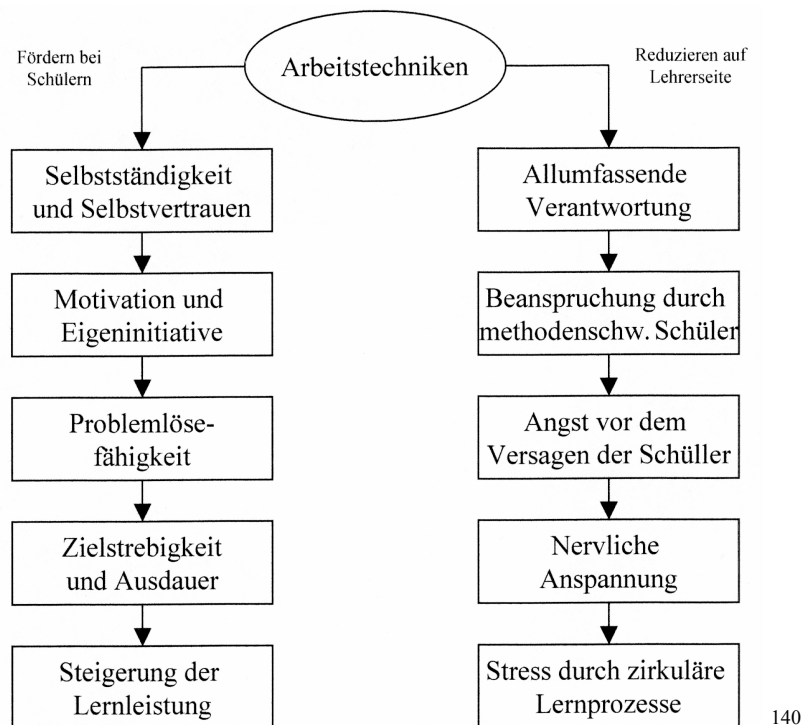 Fördern bei
Schülern
Arbeitstechniken
Reduzieren auf
Lehrerseite
Selbstständigkeit
und Selbstvertrauen
Motivation und
Eigeninitiative
Problemlöse-
fähigkeit
Zielstrebigkeit
und Ausdauer
Steigerung der
Lernleistung
Allumfassende
Verantwortung
Beanspruchung durch
methodenschw. Schüler
Angst vor dem
Versagen der Schüller
Nervliche
Anspannung
Stress durch zirkuläre
Lernprozesse
140